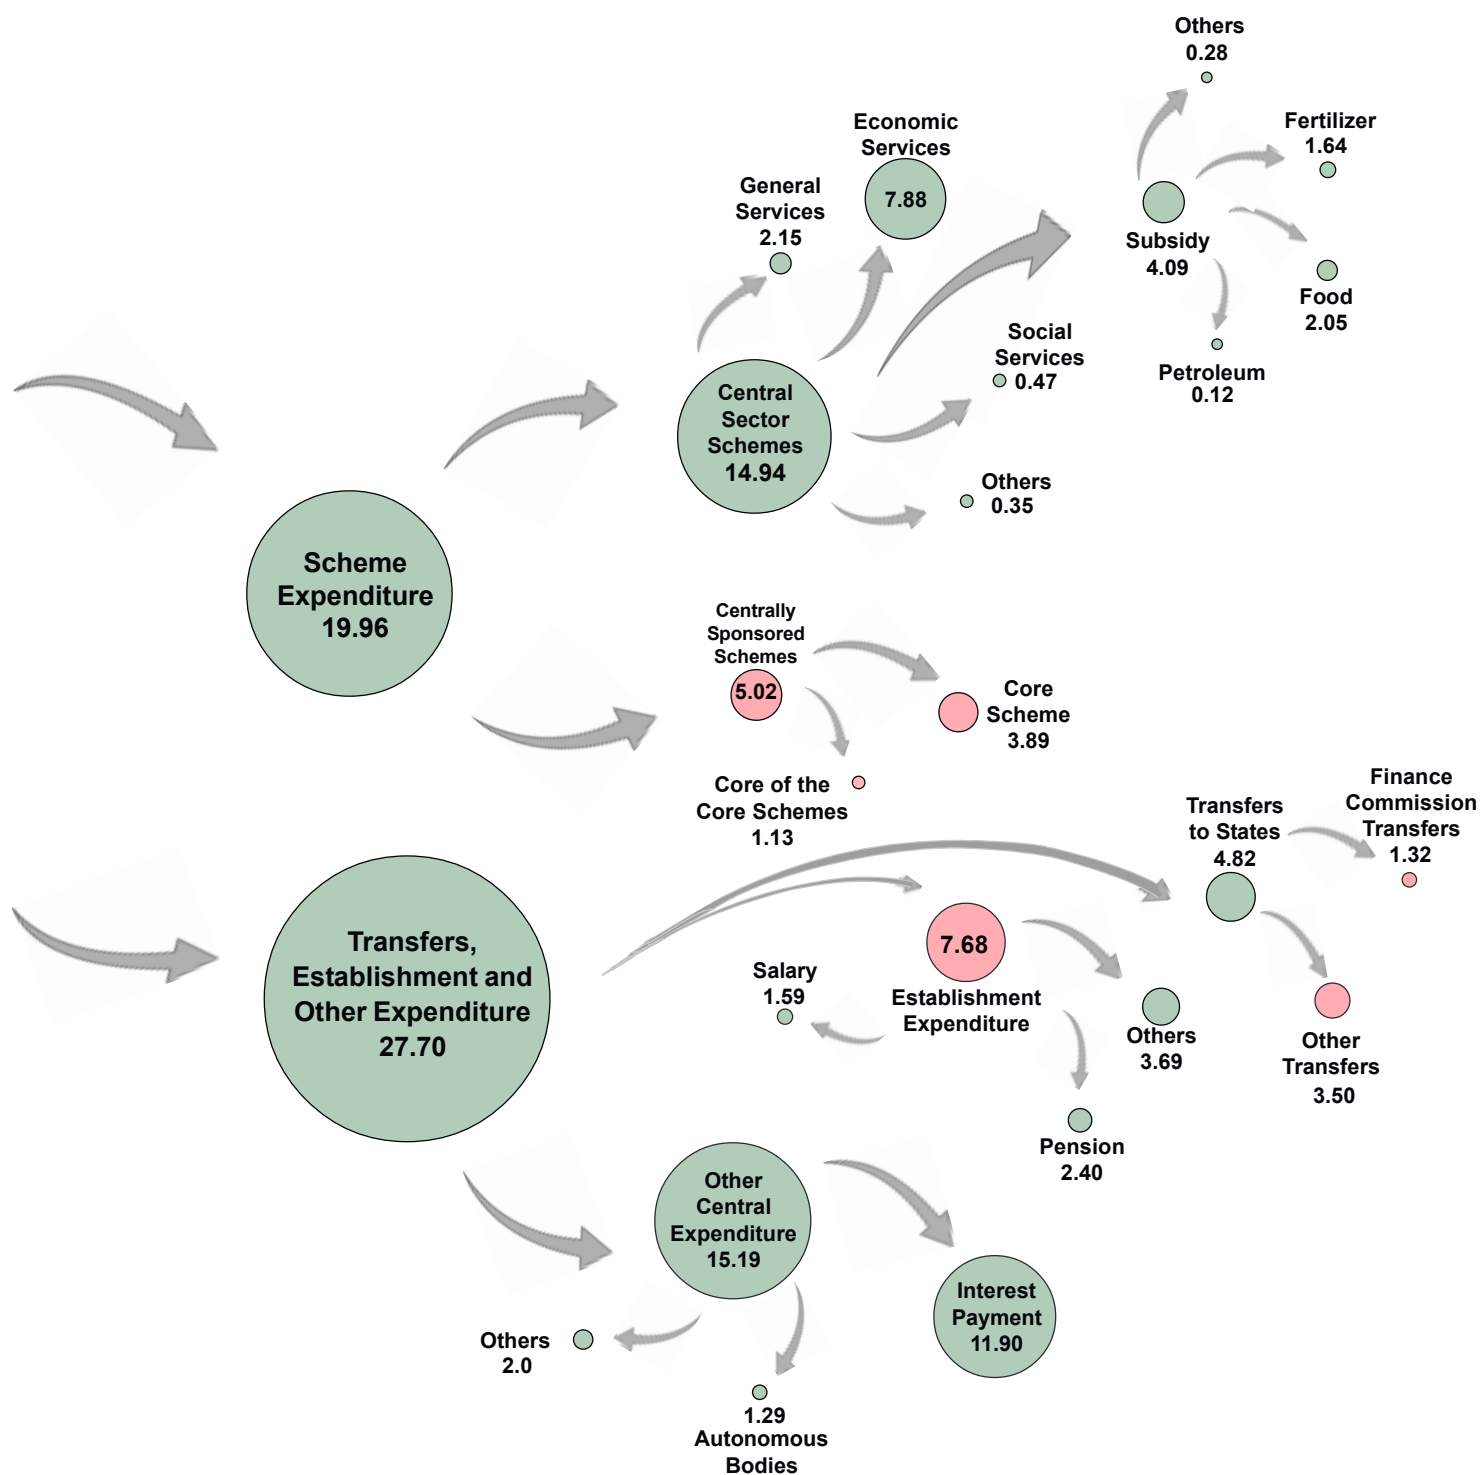 Others
0.28
Fertilizer
1.64
Subsidy
4.09
Food
2.05
Petroleum
0.12
Economic
Services
7.88
General
Services
2.15
Social
Services
0.47
Central
Sector
Schemes
14.94
Others
0.35
Scheme
Expenditure
19.96
Centrally
Sponsored
Schemes
5.02
Core
Scheme
3.89
Core of the
Core Schemes
1.13
Finance
Commission
Transfers
1.32
Transfers
to States
4.82
Transfers,
Establishment and
Other Expenditure
27.70
7.68
Establishment
Expenditure
Salary
1.59
Others
3.69
Other
Transfers
3.50
Pension
2.40
Other
Central
Expenditure
15.19
Interest
Payment
11.90
Others
2.0
1.29
Autonomous
Bodies